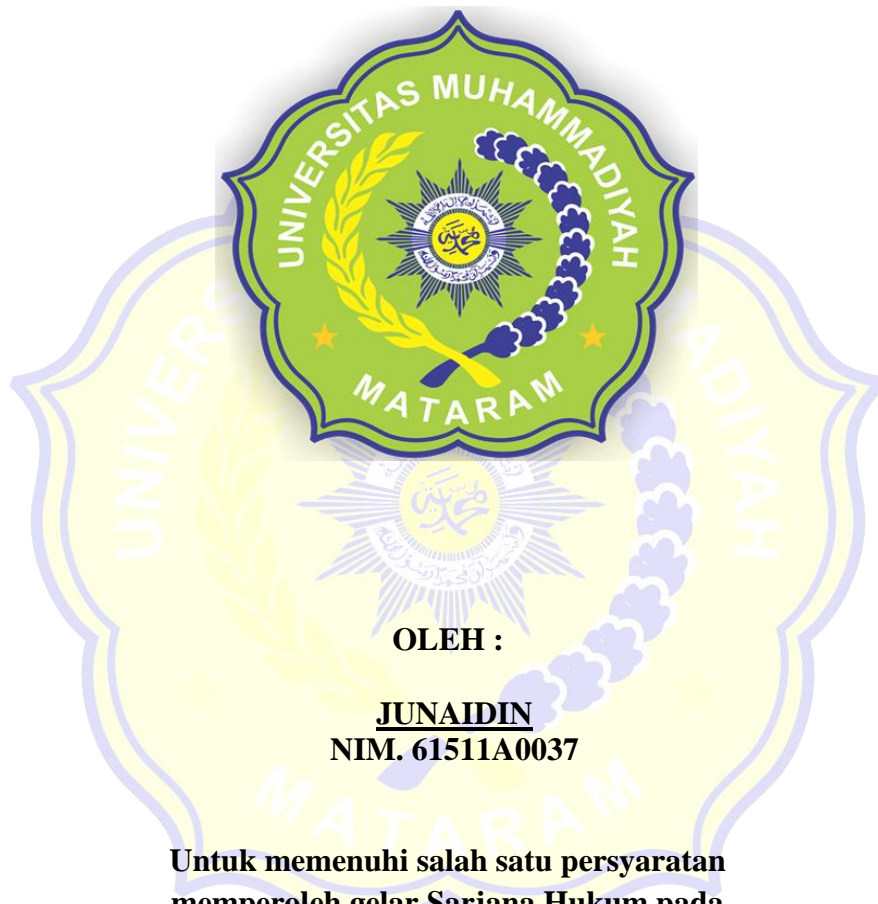 UNIVERSITAS MUHAMMADIYAH
MATARAM
OLEH :
JUNAIDIN
NIM. 61511A0037
Untuk memenuhi salah satu persyaratan
memperoleh gelar Sarjana Hukum pada